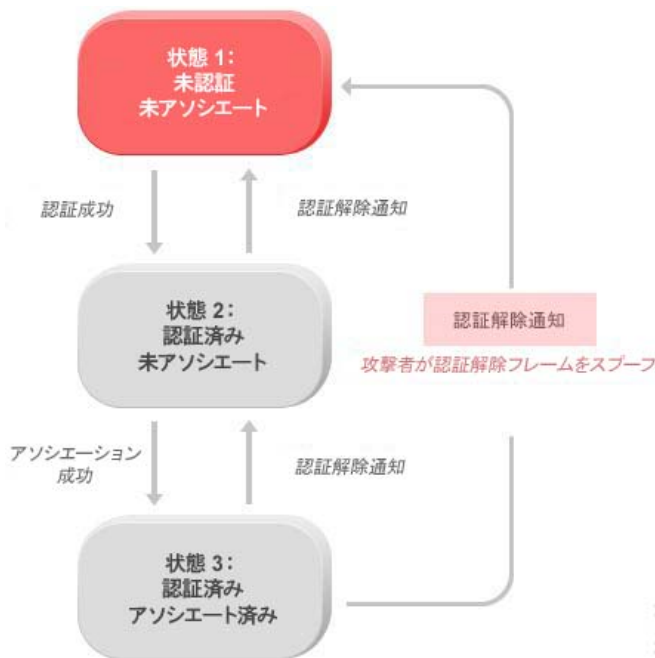 状態 1：
未認証
未アソシエート
認証成功
認証解除通知
状態 2：
認証済み
未アソシエート
認証解除通知
攻撃者が認証解除フレームをスプーフ
アソシエーション
成功
認証解除通知
状態 3：
認証済み
アソシエート済み